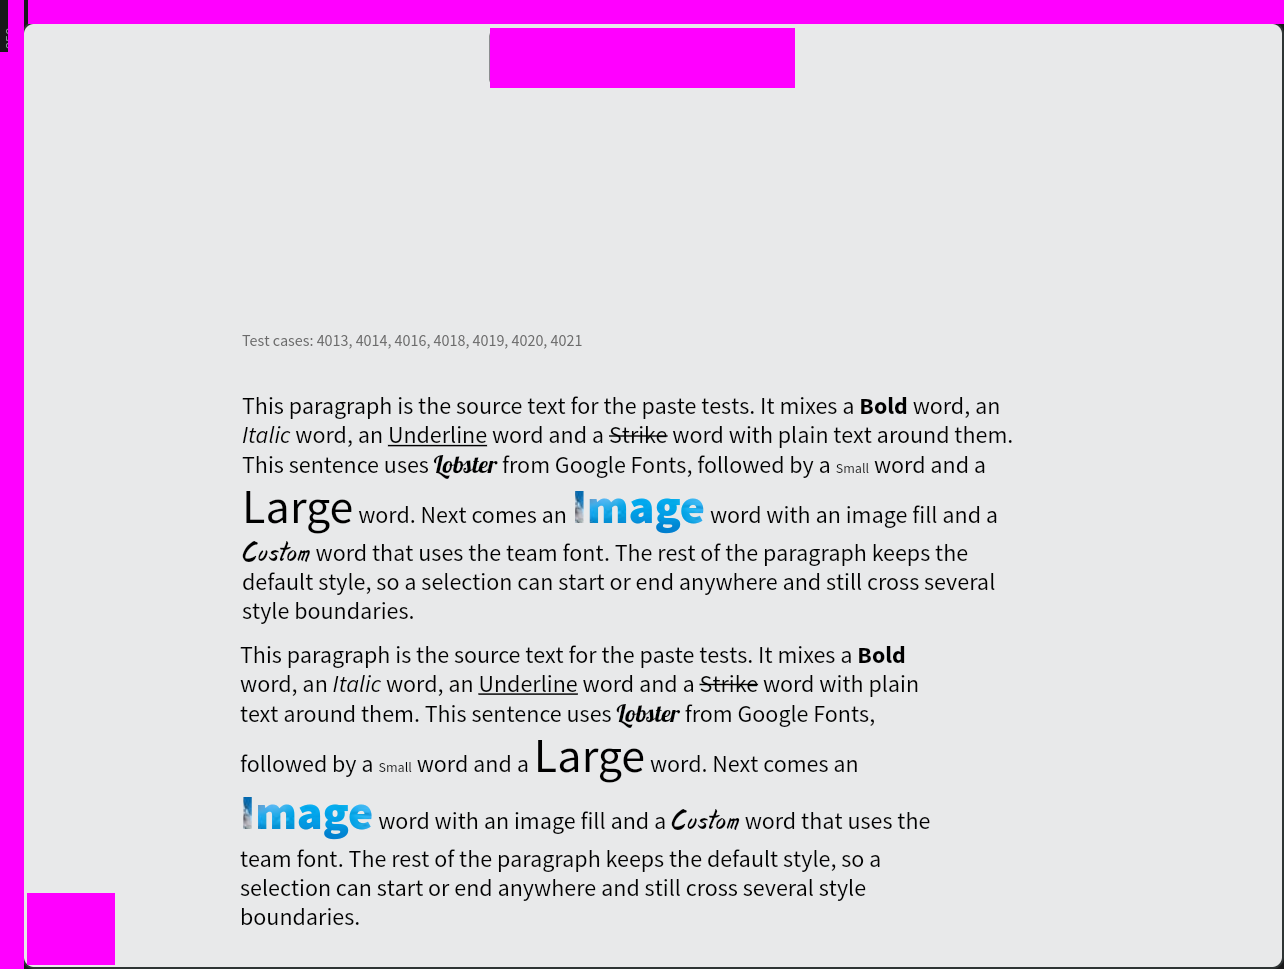 Test cases: 4013, 4014, 4016, 4018, 4019, 4020, 4021
This paragraph is the source text for the paste tests. It mixes a Bold word, an
Italic word, an Underline word and a Strike word with plain text around them.
This sentence uses Lobster from Google Fonts, followed by a Small word and a
Large word. Next comes an Image word with an image fill and a
Custom word that uses the team font. The rest of the paragraph keeps the
default style, so a selection can start or end anywhere and still cross several
style boundaries.
This paragraph is the source text for the paste tests. It mixes a Bold
word, an Italic word, an Underline word and a Strike word with plain
text around them. This sentence uses Lobster from Google Fonts,
followed by a Small word and a Large word. Next comes an
Image word with an image fill and a Custom word that uses the
team font. The rest of the paragraph keeps the default style, so a
selection can start or end anywhere and still cross several style
boundaries.